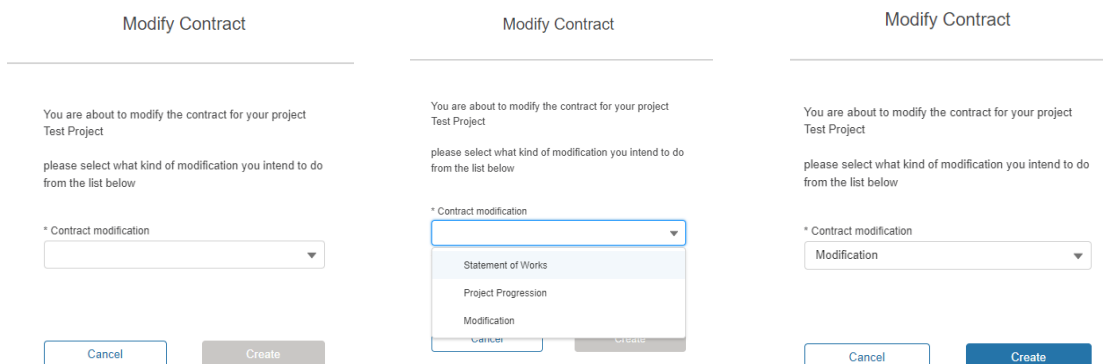 Modify Contract
You are about to modify the contract for your project
Test Project
please select what kind of modification you intend to do
from the list below
* Contract modification
Cancel
Create
Modify Contract
You are about to modify the contract for your project
Test Project
please select what kind of modification you intend to do
from the list below
* Contract modification
Statement of Works
Project Progression
Modification
Cancel
Create
Modify Contract
You are about to modify the contract for your project
Test Project
please select what kind of modification you intend to do
from the list below
* Contract modification
Modification
Cancel
Create